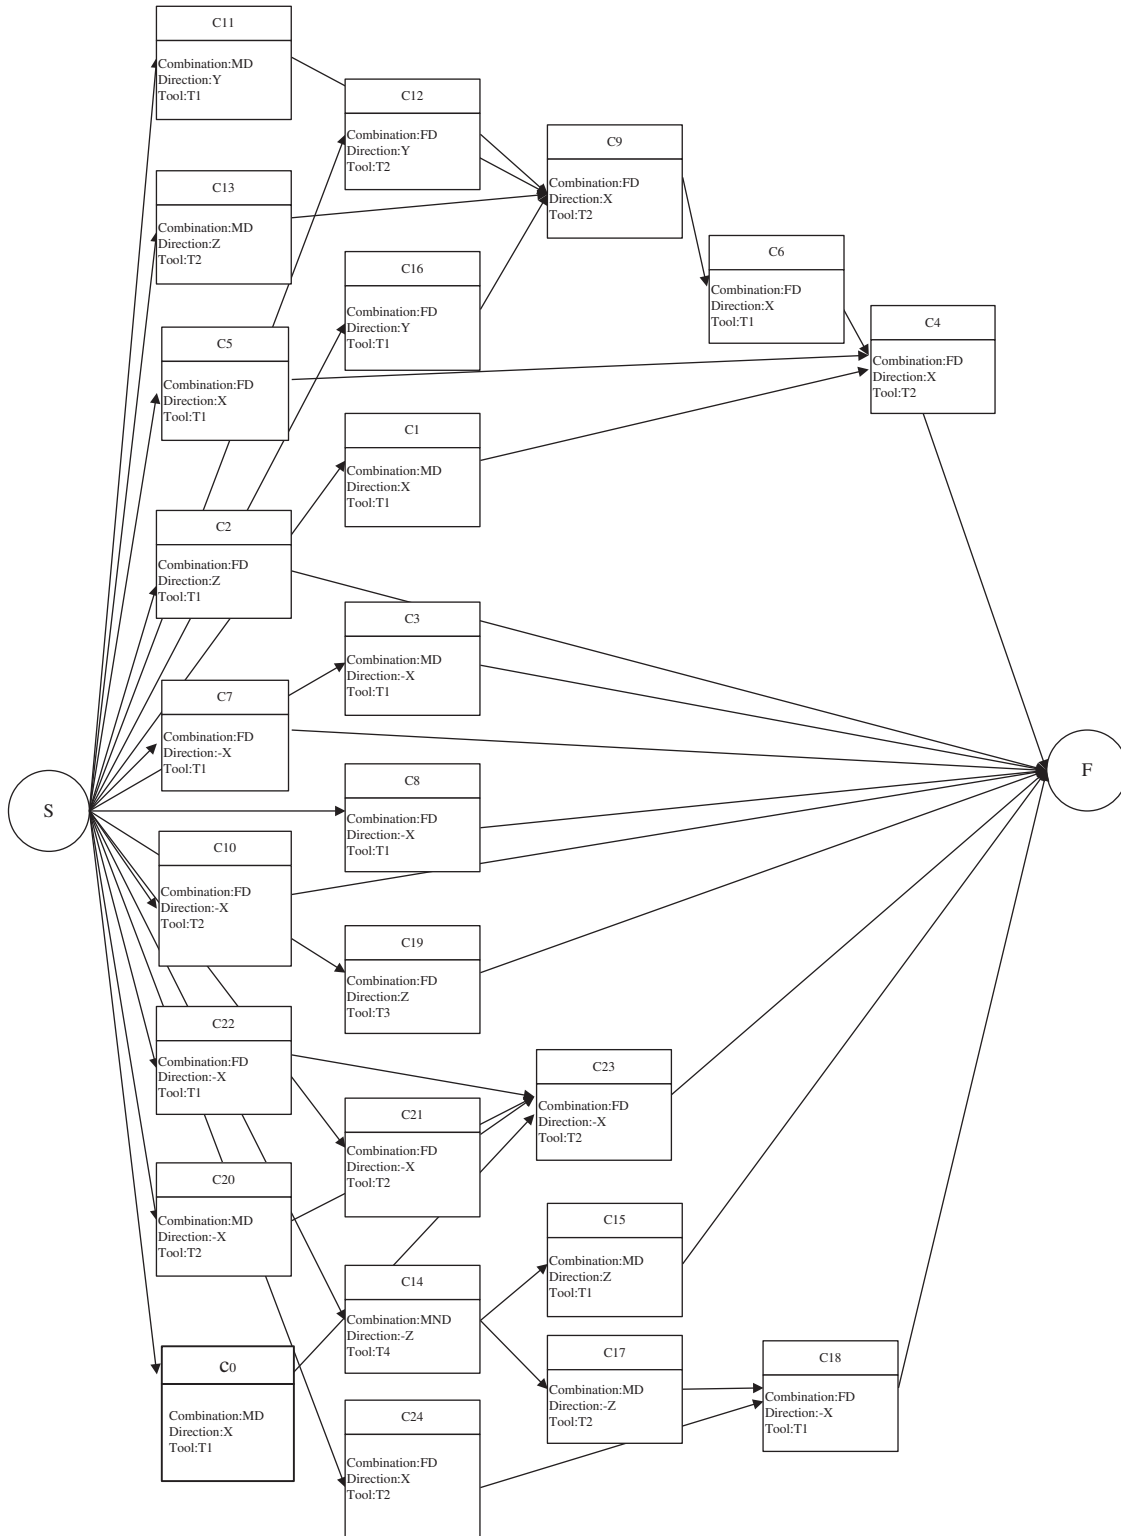 C11
Combination:MD
Direction:Y
Tool:T1
C12
Combination:FD
Direction:Y
Tool:T2
C9
Combination:FD
Direction:X
Tool:T2
C13
Combination:MD
Direction:Z
Tool:T2
C16
Combination:FD
Direction:Y
Tool:T1
C6
Combination:FD
Direction:X
Tool:T1
C4
Combination:FD
Direction:X
Tool:T2
C5
Combination:FD
Direction:X
Tool:T1
C1
Combination:MD
Direction:X
Tool:T1
C2
Combination:FD
Direction:Z
Tool:T1
C3
Combination:MD
Direction:-X
Tool:T1
C7
Combination:FD
Direction:-X
Tool:T1
S
F
C8
Combination:FD
Direction:-X
Tool:T1
C10
Combination:FD
Direction:-X
Tool:T2
C19
Combination:FD
Direction:Z
Tool:T3
C22
Combination:FD
Direction:-X
Tool:T1
C23
Combination:FD
Direction:-X
Tool:T2
C21
Combination:FD
Direction:-X
Tool:T2
C20
Combination:MD
Direction:-X
Tool:T2
C15
Combination:MD
Direction:Z
Tool:T1
C14
Combination:MND
Direction:-Z
Tool:T4
C17
Combination:MD
Direction:-Z
Tool:T2
C18
Combination:FD
Direction:-X
Tool:T1
C0
Combination:MD
Direction:X
Tool:T1
C24
Combination:FD
Direction:X
Tool:T2